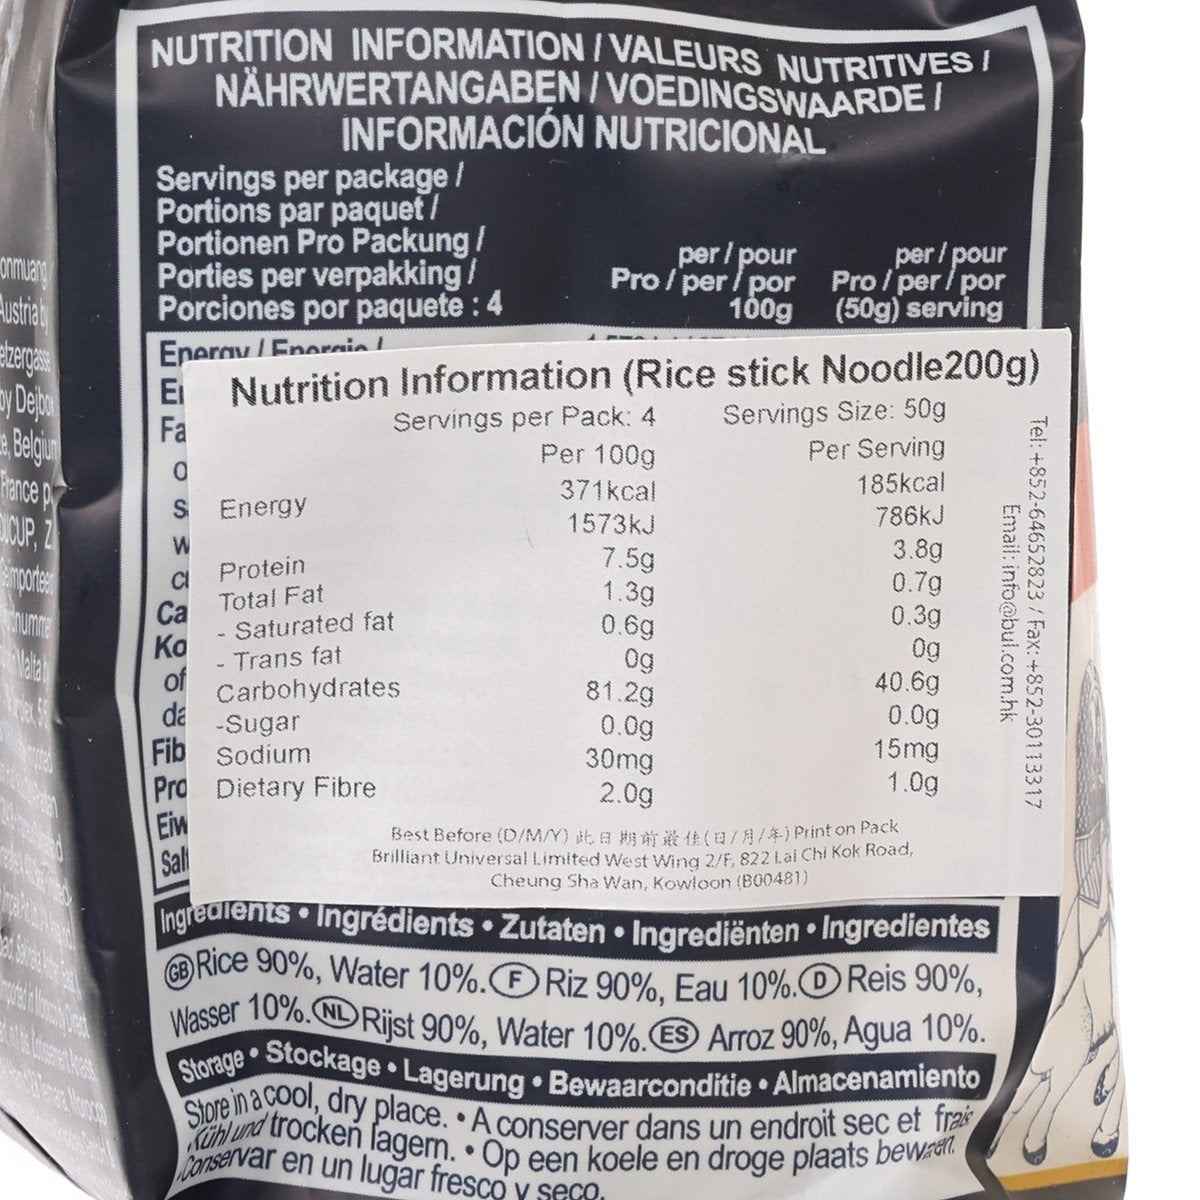 NUTRITION INFORMATION / VALEURS NUTRITIVES /
NÄHRWERTANGABEN / VOEDINGSWAARDE /
INFORMACIÓN NUTRICIONAL
Servings per package /
Portions par paquet /
Portionen Pro Packung /
Porties per verpakking /
Porciones por paquete : 4
per / pour per / pour
Pro / per / por Pro / per / por
100g (50g) serving
Energy / Energie /
Nutrition Information (Rice stick Noodle200g)
Servings per Pack: 4 Servings Size: 50g
Per 100g Per Serving
Energy 371kcal 185kcal
1573kJ 786kJ
Protein 7.5g 3.8g
Total Fat 1.3g 0.7g
- Saturated fat 0.6g 0.3g
- Trans fat 0g 0g
Carbohydrates 81.2g 40.6g
-Sugar 0.0g 0.0g
Sodium 30mg 15mg
Dietary Fibre 2.0g 1.0g
Best Before (D/M/Y) 此日期前最佳(日/月/年) Print on Pack
Brilliant Universal Limited West Wing 2/F, 822 Lai Chi Kok Road,
Cheung Sha Wan, Kowloon (B00481)
Tel: +852-64652823 / Fax: +852-30113317
Email: info@bul.com.hk
Ingredients • Ingrédients • Zutaten • Ingrediënten • Ingredientes
GB Rice 90%, Water 10%. F Riz 90%, Eau 10%. D Reis 90%,
Wasser 10%. NL Rijst 90%, Water 10%. ES Arroz 90%, Agua 10%.
Storage • Stockage • Lagerung • Bewaarconditie • Almacenamiento
Store in a cool, dry place. • A conserver dans un endroit sec et frais
Kühl und trocken lagern. • Op een koele en droge plaats bewaren.
•Conservar en un lugar fresco y seco.